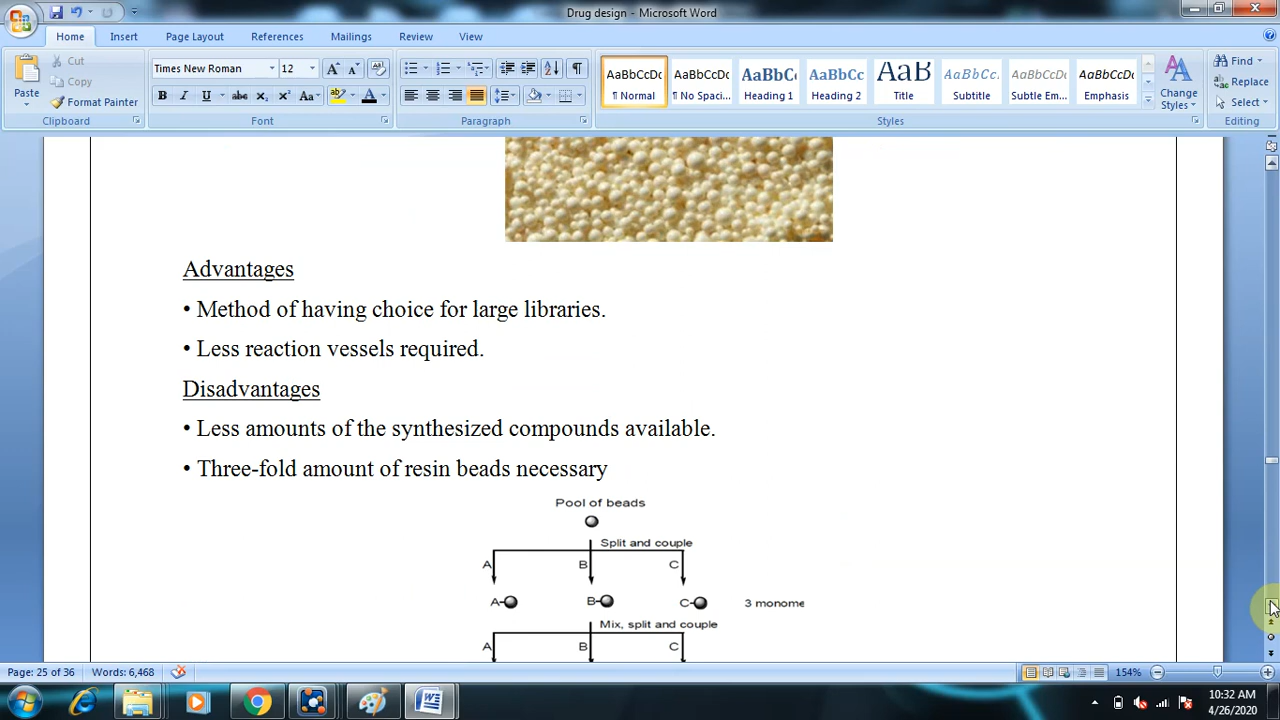 Drug design - Microsoft Word
Home Insert Page Layout References Mailings Review View
Paste
Cut
Copy
Format Painter
Clipboard
Times New Roman 12
Font
Paragraph
AaBbCcDc AaBbCcDc AaBbC AaBbCc AaB AaBbCc. AaBbCcDc AaBbCcDc
¶ Normal ¶ No Spaci... Heading 1 Heading 2 Title Subtitle Subtle Em... Emphasis
Change Styles
Styles
Find
Replace
Select
Editing
Advantages
• Method of having choice for large libraries.
• Less reaction vessels required.
Disadvantages
• Less amounts of the synthesized compounds available.
• Three-fold amount of resin beads necessary
Pool of beads
Split and couple
A B C
A B C 3 monome
Mix, split and couple
A B C
Page: 25 of 36 Words: 6,468 154%
10:32 AM
4/26/2020